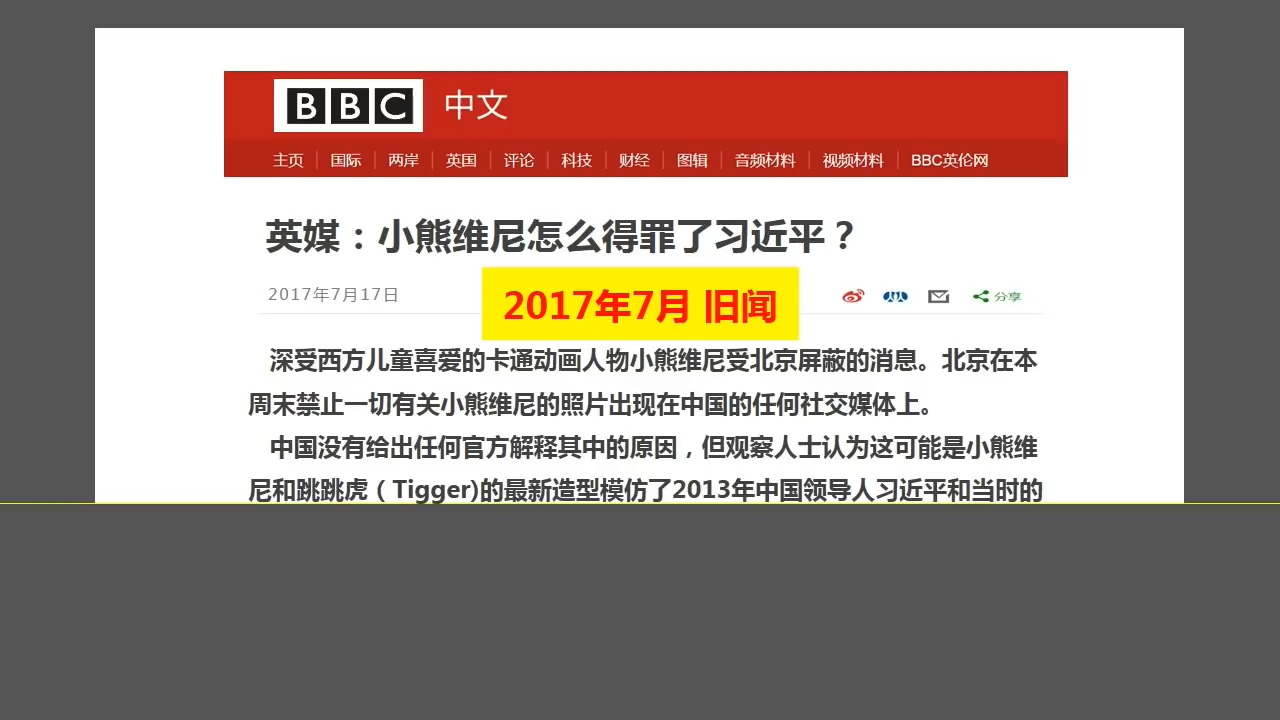 BBC 中文
主页 国际 两岸 英国 评论 科技 财经 图辑 音频材料 视频材料 BBC英伦网
英媒：小熊维尼怎么得罪了习近平？
2017年7月17日
分享
2017年7月 旧闻
深受西方儿童喜爱的卡通动画人物小熊维尼受北京屏蔽的消息。北京在本
周末禁止一切有关小熊维尼的照片出现在中国的任何社交媒体上。
中国没有给出任何官方解释其中的原因，但观察人士认为这可能是小熊维
尼和跳跳虎（Tigger)的最新造型模仿了2013年中国领导人习近平和当时的